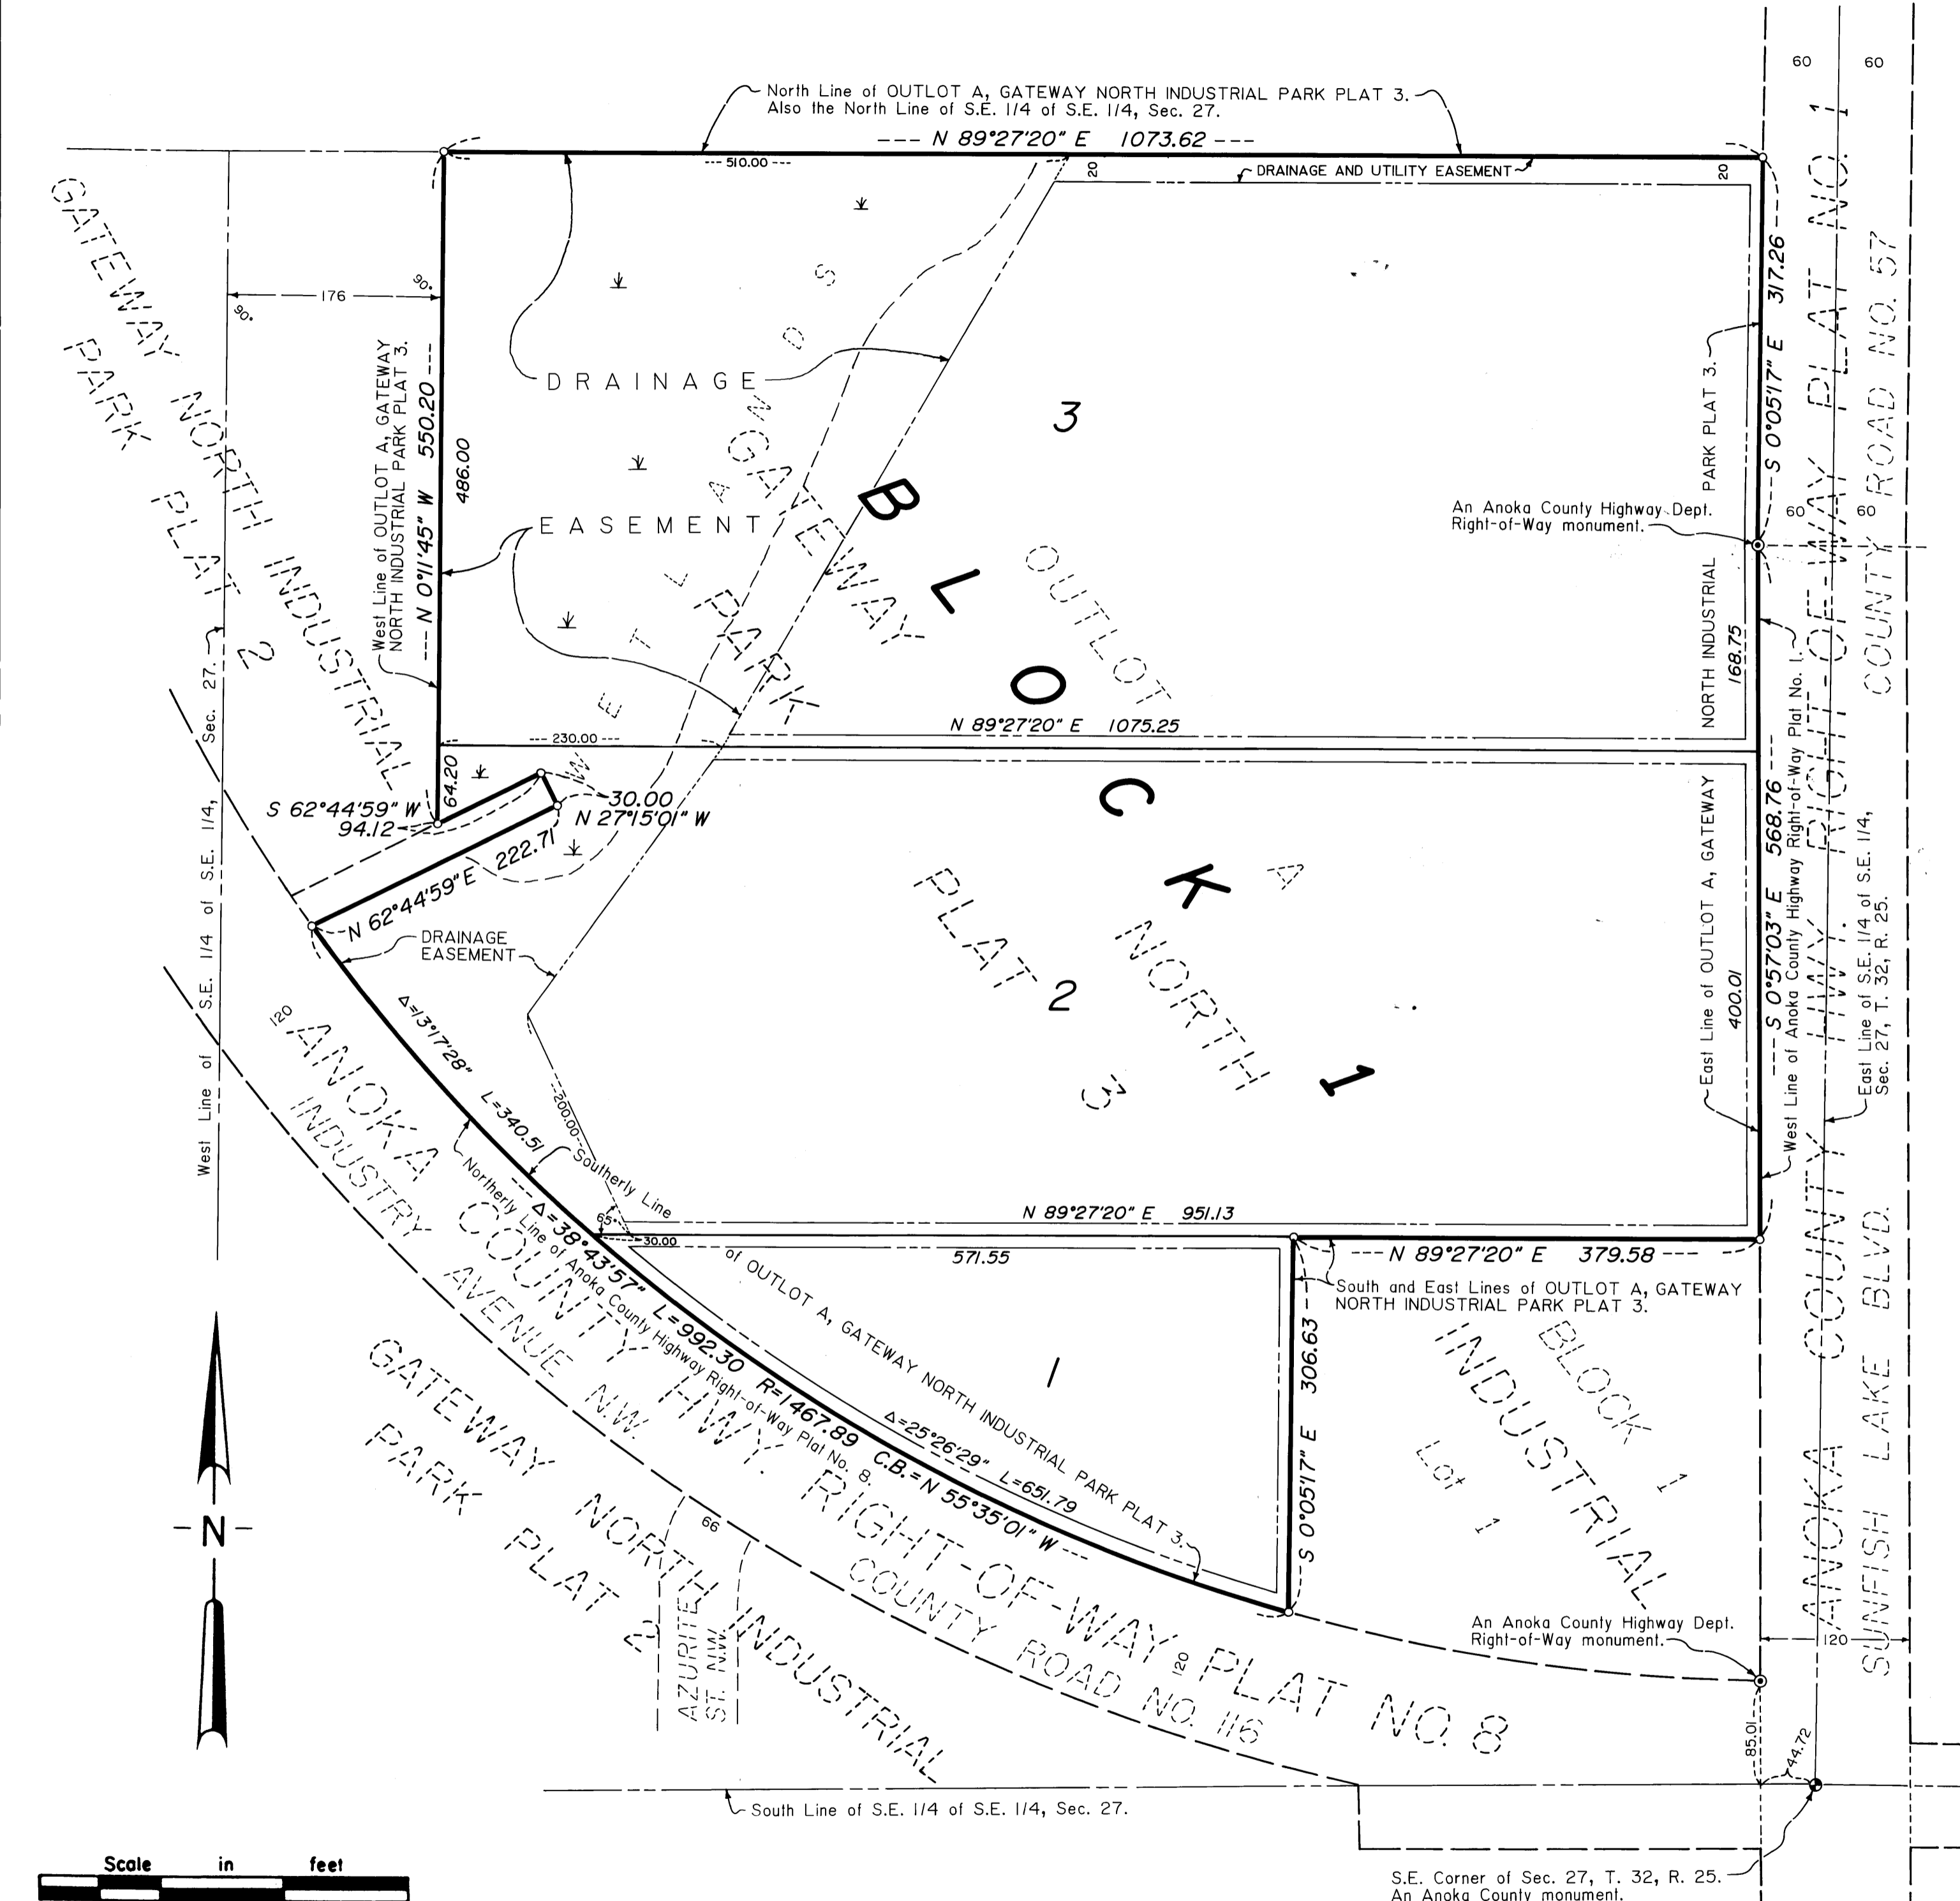 60 60
North Line of OUTLOT A, GATEWAY NORTH INDUSTRIAL PARK PLAT 3.
Also the North Line of S.E. 1/4 of S.E. 1/4, Sec. 27.
--- N 89°27'20" E 1073.62 ---
--- 510.00 ---
20
DRAINAGE AND UTILITY EASEMENT
20
317.26
S 0°05'17" E
GATEWAY NORTH INDUSTRIAL
PARK PLAT 2
90°
176
90°
West Line of OUTLOT A, GATEWAY
NORTH INDUSTRIAL PARK PLAT 3.
--- N 0°11'45" W 550.20 ---
486.00
DRAINAGE
EASEMENT
WETLANDS
3
BLOCK 1
GATEWAY
PARK
OUTLOT
A
An Anoka County Highway Dept.
Right-of-Way monument.
60 60
168.75
N 89°27'20" E 1075.25
--- 230.00 ---
64.20
S 62°44'59" W
94.12
30.00
N 27°15'01" W
N 62°44'59" E 222.71
DRAINAGE
EASEMENT
PLAT
3
NORTH
2
400.01
East Line of OUTLOT A, GATEWAY
NORTH INDUSTRIAL PARK PLAT 3.
--- S 0°57'03" E 568.76 ---
West Line of Anoka County Highway Right-of-Way Plat No. 1.
East Line of S.E. 1/4 of S.E. 1/4,
Sec. 27, T. 32, R. 25.
ANOKA COUNTY HWY. RIGHT-OF-WAY PLAT NO. 1
COUNTY ROAD NO. 57
SUNFISH LAKE BLVD.
West Line of S.E. 1/4 of S.E. 1/4, Sec. 27.
Δ=13°17'28" L=340.51
--200.00--
65°
30.00
Southerly Line
of OUTLOT A, GATEWAY NORTH INDUSTRIAL PARK PLAT 3.
N 89°27'20" E 951.13
571.55
--- N 89°27'20" E 379.58 ---
South and East Lines of OUTLOT A, GATEWAY
NORTH INDUSTRIAL PARK PLAT 3.
1
S 0°05'17" E 306.63
BLOCK 1
INDUSTRIAL
Lot 1
--- Δ=38°43'57" L=992.30 R=1467.89 C.B.=N 55°35'01" W ---
Northerly Line of Anoka County Highway Right-of-Way Plat No. 8.
Δ=25°26'29" L=651.79
120
ANOKA COUNTY HWY. RIGHT-OF-WAY PLAT NO. 8
INDUSTRY AVENUE N.W.
COUNTY ROAD NO. 116
120
GATEWAY NORTH INDUSTRIAL
PARK PLAT 2
66
AZURITE
ST. N.W.
An Anoka County Highway Dept.
Right-of-Way monument.
120
85.01
44.72
-N-
South Line of S.E. 1/4 of S.E. 1/4, Sec. 27.
Scale in feet
S.E. Corner of Sec. 27, T. 32, R. 25.
An Anoka County monument.